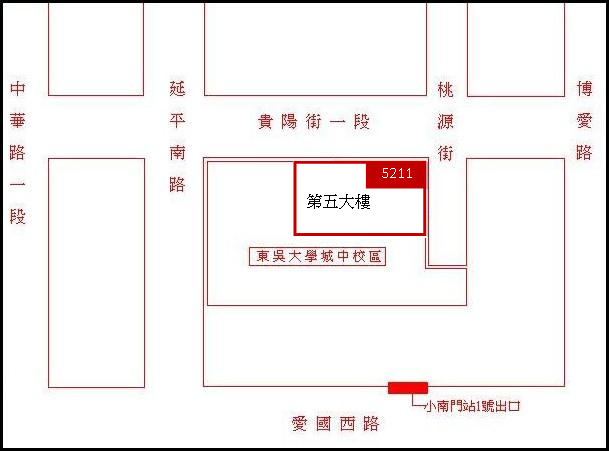 中華路一段
延平南路
貴陽街一段
桃源街
博愛路
5211
第五大樓
東吳大學城中校區
小南門站1號出口
愛國西路